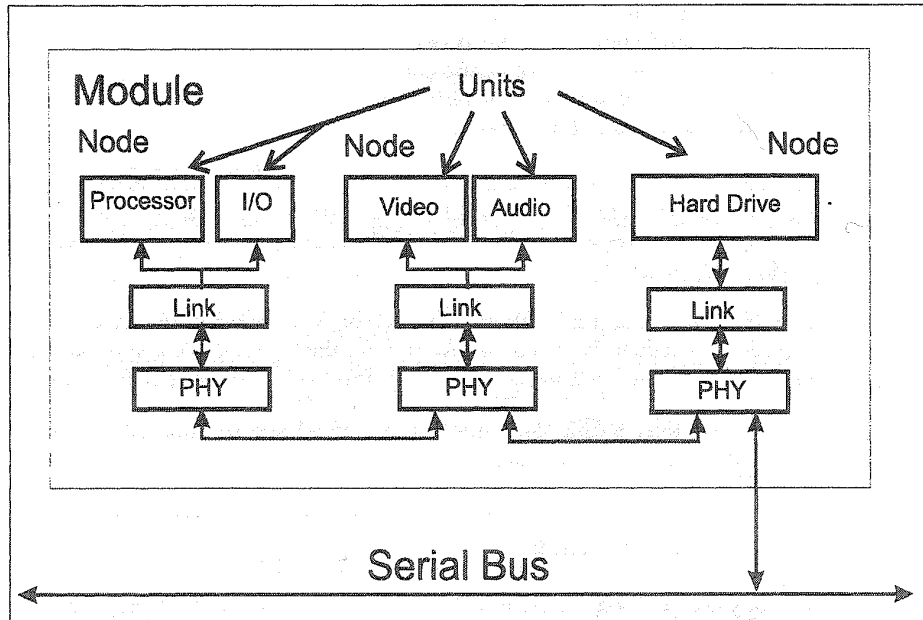 Module
Units
Node
Node
Node
Processor
I/O
Video
Audio
Hard Drive
Link
Link
Link
PHY
PHY
PHY
Serial Bus